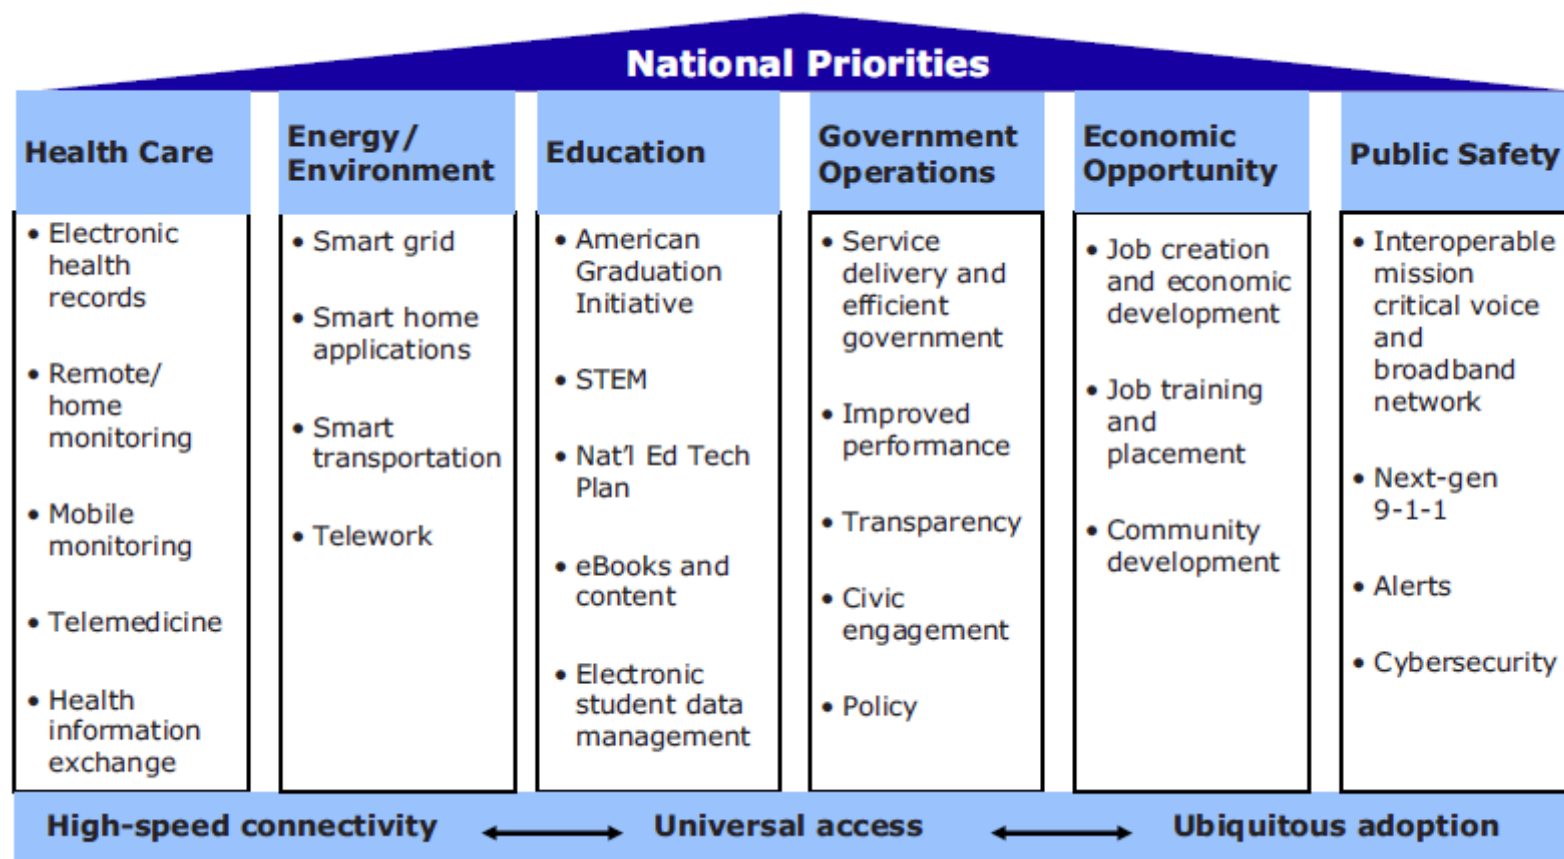 National Priorities
Health Care
Energy/
Environment
Education
Government
Operations
Economic
Opportunity
Public Safety
• Electronic
health
records
• Remote/
home
monitoring
• Mobile
monitoring
• Telemedicine
• Health
information
exchange
• Smart grid
• Smart home
applications
• Smart
transportation
• Telework
• American
Graduation
Initiative
• STEM
• Nat’l Ed Tech
Plan
• eBooks and
content
• Electronic
student data
management
• Service
delivery and
efficient
government
• Improved
performance
• Transparency
• Civic
engagement
• Policy
• Job creation
and economic
development
• Job training
and
placement
• Community
development
• Interoperable
mission
critical voice
and
broadband
network
• Next-gen
9-1-1
• Alerts
• Cybersecurity
High-speed connectivity
Universal access
Ubiquitous adoption